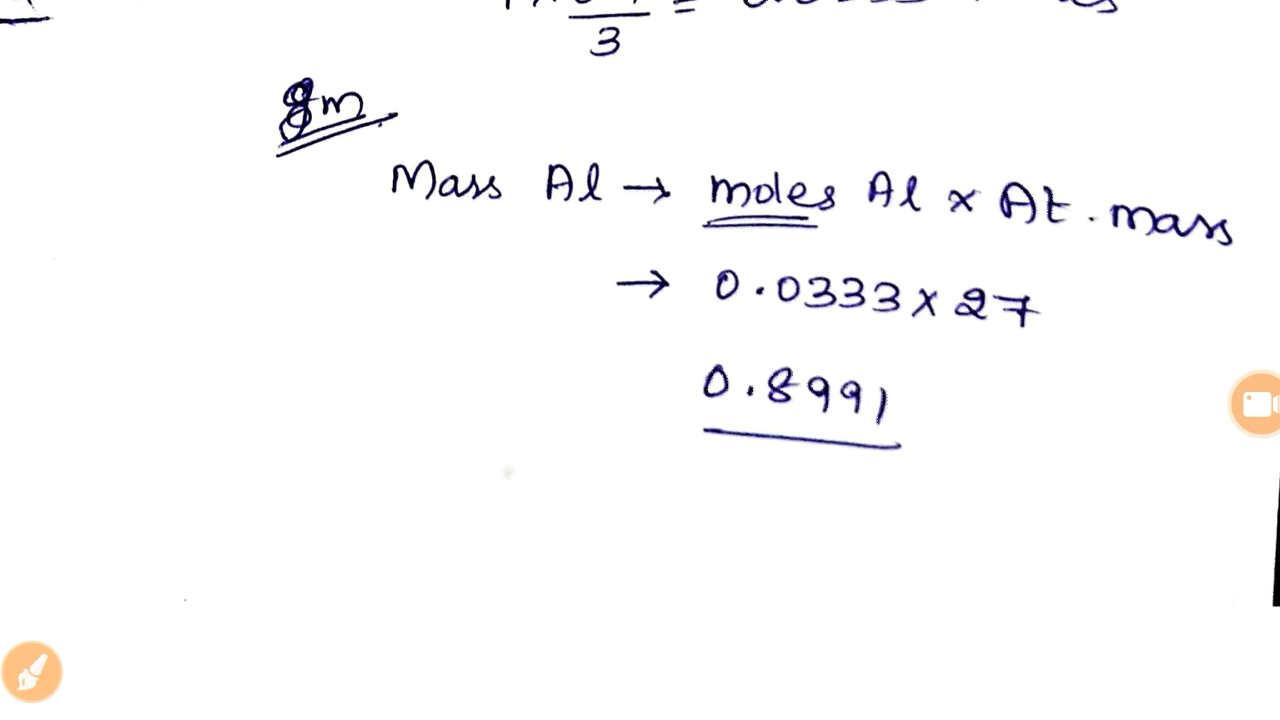 3
gm
Mass Al → moles Al × At. mass
→ 0.0333 × 27
0.8991